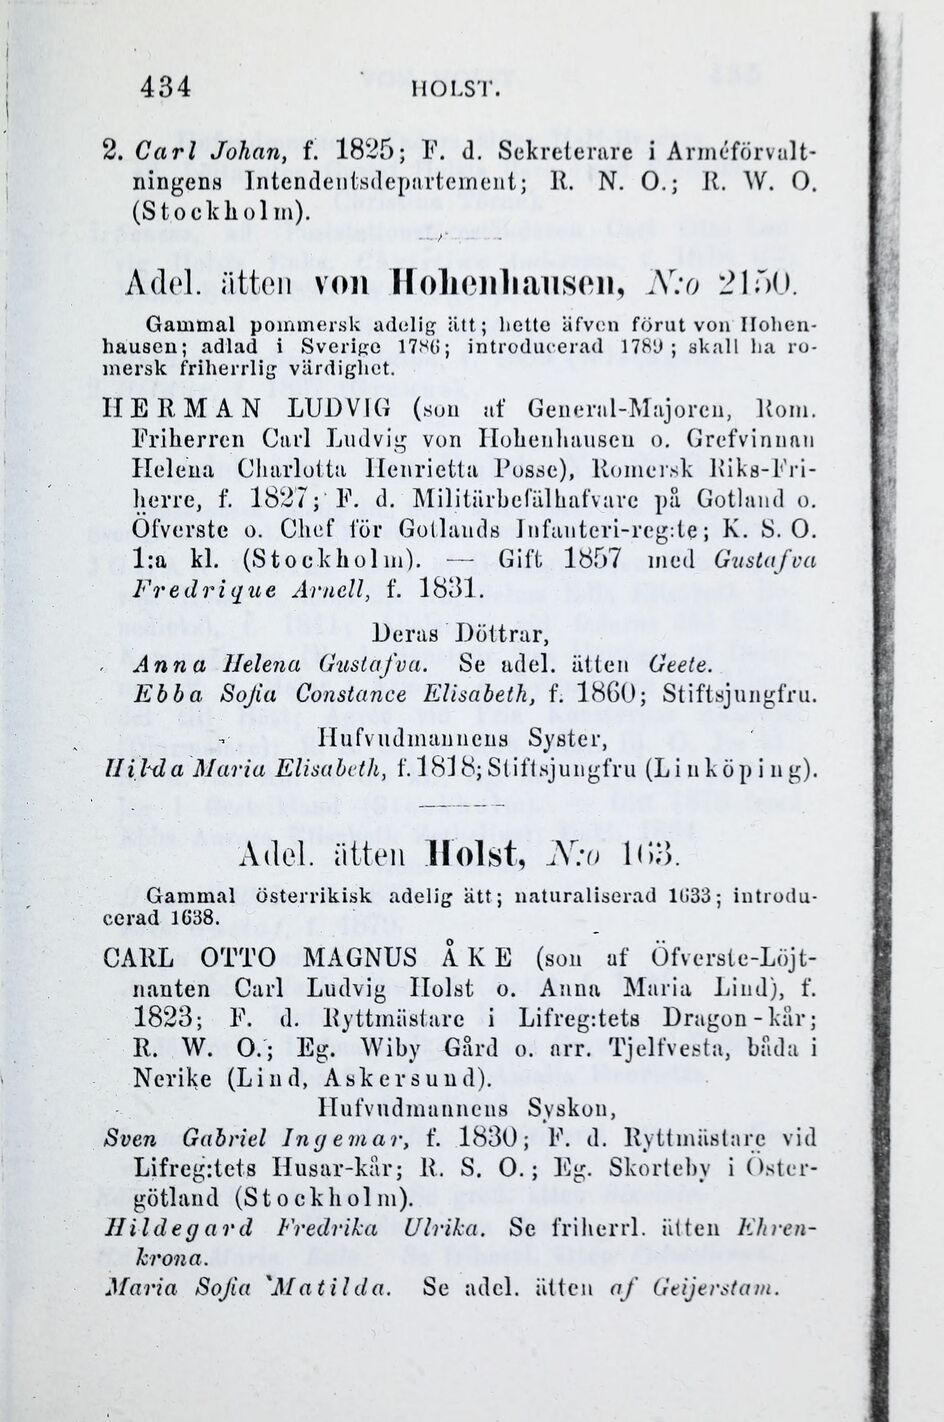 434 HOLST.
2. Carl Johan, f. 1825; F. d. Sekreterare i Arméförvalt-
ningens Intendentsdepartement; R. N. O.; R. W. O.
(Stockholm).
Adel. ätten von Hohenhausen, N:o 2150.
Gammal pommersk adelig ätt; hette äfven förut von Hohen-
hausen; adlad i Sverige 1786; introducerad 1789; skall ha ro-
mersk friherrlig värdighet.
HERMAN LUDVIG (son af General-Majoren, Rom.
Friherren Carl Ludvig von Hohenhausen o. Grefvinnan
Helena Charlotta Henrietta Posse), Romersk Riks-Fri-
herre, f. 1827; F. d. Militärbefälhafvare på Gotland o.
Öfverste o. Chef för Gotlands Infanteri-reg:te; K. S. O.
1:a kl. (Stockholm). — Gift 1857 med Gustafva
Fredrique Arnell, f. 1831.
Deras Döttrar,
Anna Helena Gustafva. Se adel. ätten Geete.
Ebba Sofia Constance Elisabeth, f. 1860; Stiftsjungfru.
Hufvudmannens Syster,
Hilda Maria Elisabeth, f. 1818; Stiftsjungfru (Linköping).
Adel. ätten Holst, N:o 163.
Gammal österrikisk adelig ätt; naturaliserad 1633; introdu-
cerad 1638.
CARL OTTO MAGNUS ÅKE (son af Öfverste-Löjt-
nanten Carl Ludvig Holst o. Anna Maria Lind), f.
1823; F. d. Ryttmästare i Lifreg:tets Dragon-kår;
R. W. O.; Eg. Wiby Gård o. arr. Tjelfvesta, båda i
Nerike (Lind, Askersund).
Hufvudmannens Syskon,
Sven Gabriel Ingemar, f. 1830; F. d. Ryttmästare vid
Lifreg:tets Husar-kår; R. S. O.; Eg. Skorteby i Öster-
götland (Stockholm).
Hildegard Fredrika Ulrika. Se friherrl. ätten Ehren-
krona.
Maria Sofia Matilda. Se adel. ätten af Geijerstam.